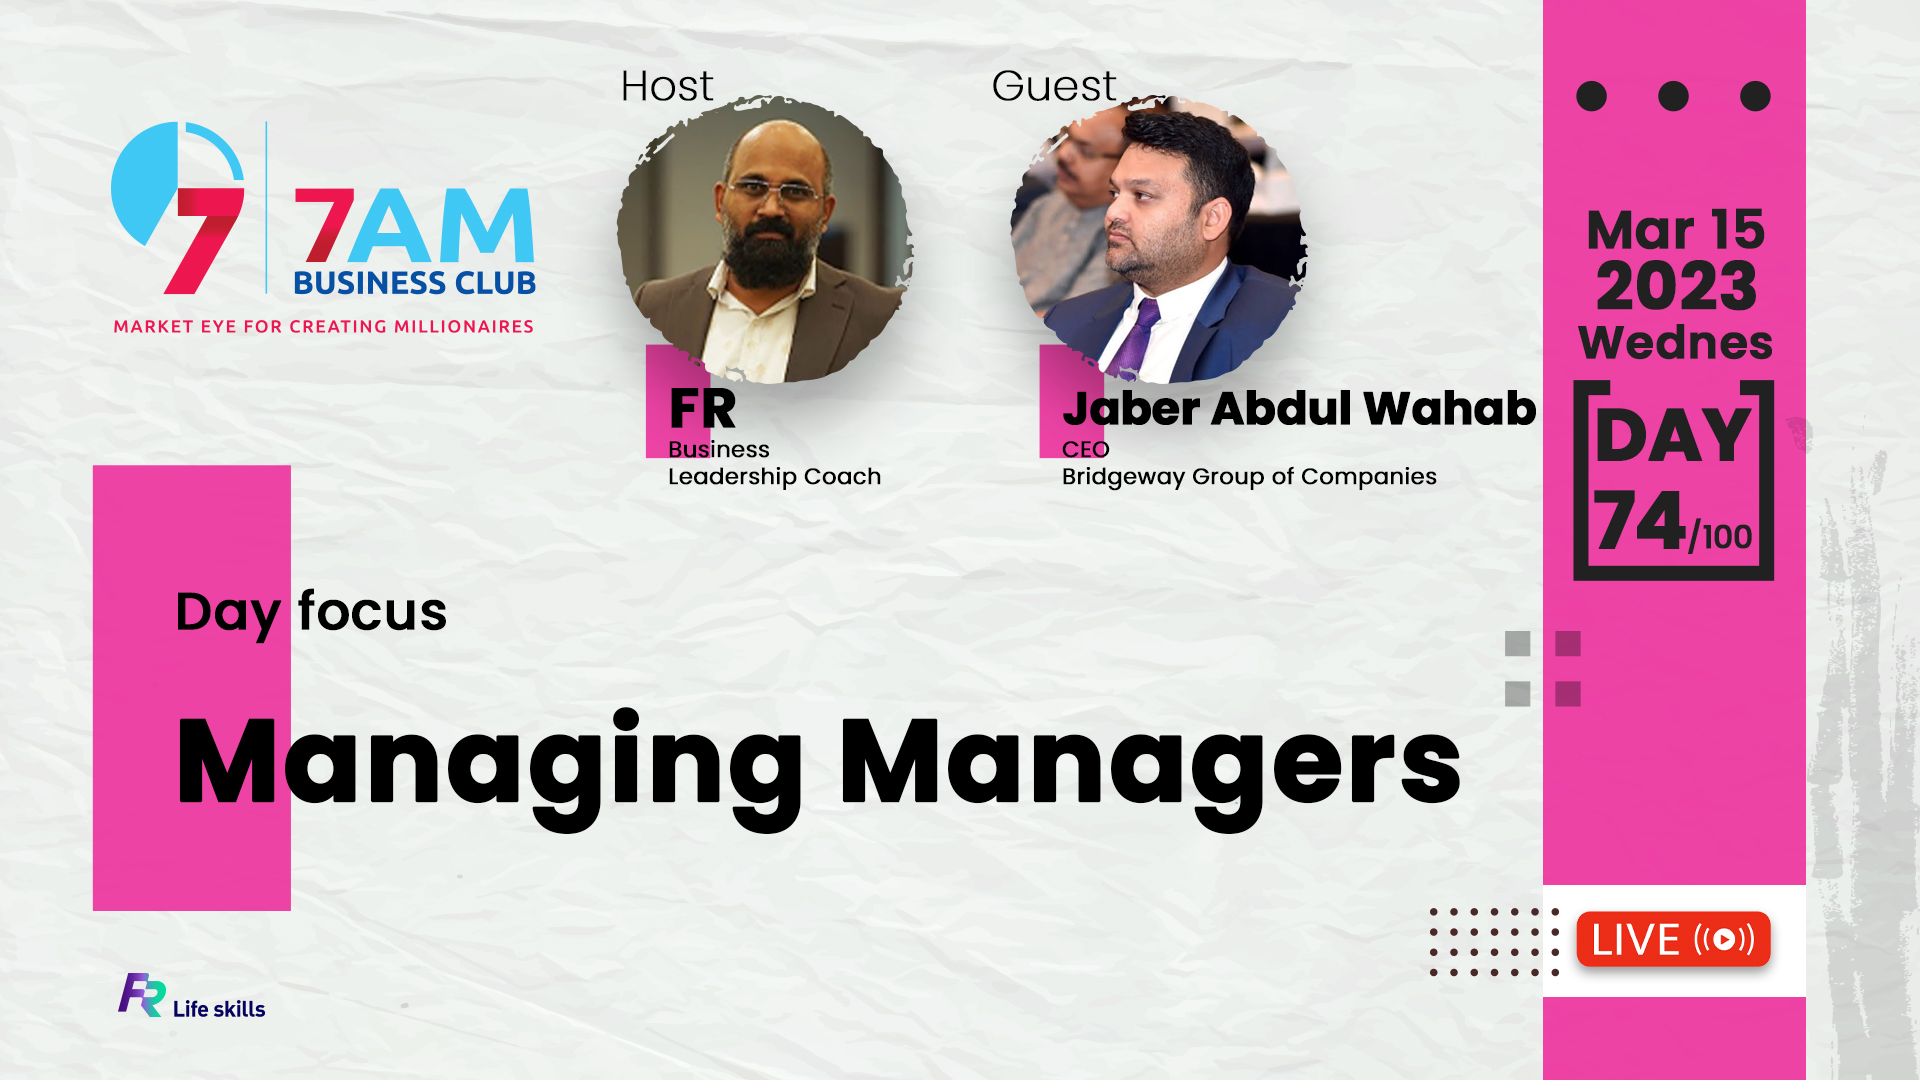 7
7AM
BUSINESS CLUB
MARKET EYE FOR CREATING MILLIONAIRES
Host
FR
Business
Leadership Coach
Guest
Jaber Abdul Wahab
CEO
Bridgeway Group of Companies
Mar 15
2023
Wednes
DAY
74/100
Day focus
Managing Managers
LIVE
FR Life skills